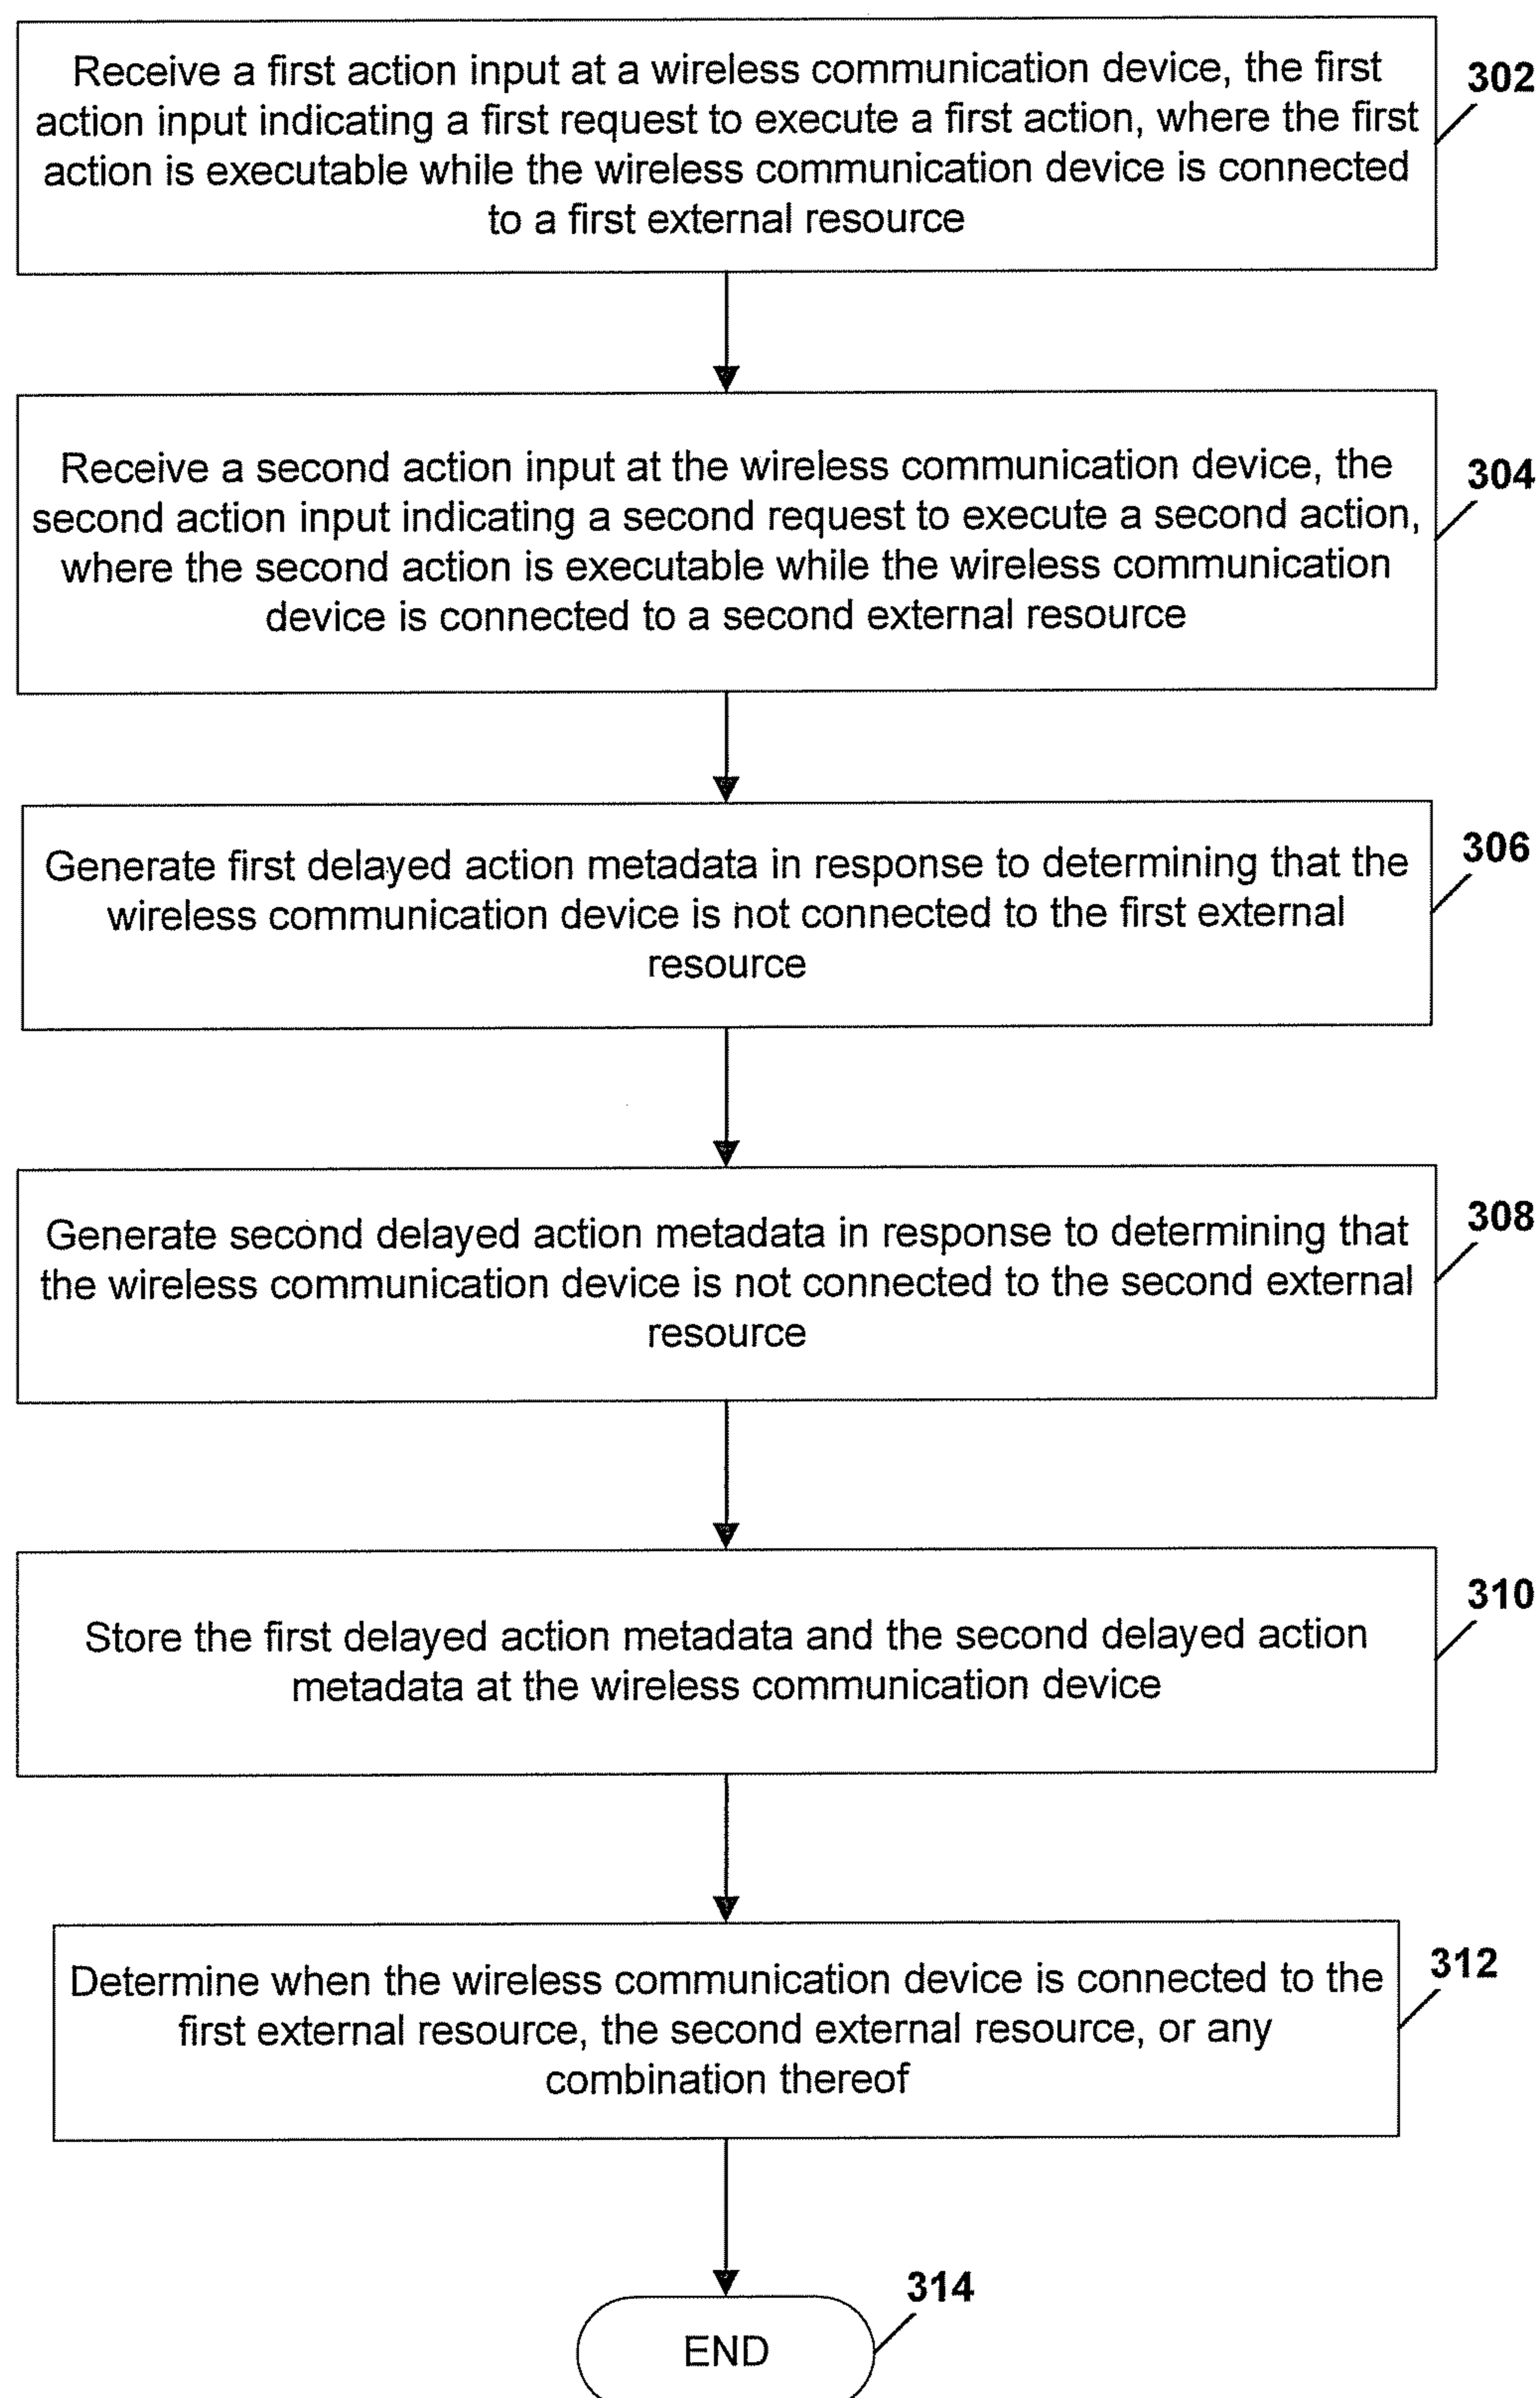 Receive a first action input at a wireless communication device, the first
action input indicating a first request to execute a first action, where the first
action is executable while the wireless communication device is connected
to a first external resource
302
Receive a second action input at the wireless communication device, the
second action input indicating a second request to execute a second action,
where the second action is executable while the wireless communication
device is connected to a second external resource
304
Generate first delayed action metadata in response to determining that the
wireless communication device is not connected to the first external
resource
306
Generate second delayed action metadata in response to determining that
the wireless communication device is not connected to the second external
resource
308
Store the first delayed action metadata and the second delayed action
metadata at the wireless communication device
310
Determine when the wireless communication device is connected to the
first external resource, the second external resource, or any
combination thereof
312
END
314